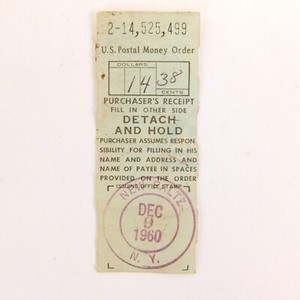 2-14,525,499
U.S. Postal Money Order
DOLLARS
14 38
CENTS
PURCHASER'S RECEIPT
FILL IN OTHER SIDE
DETACH
AND HOLD
PURCHASER ASSUMES RESPON-
SIBILITY FOR FILLING IN HIS
NAME AND ADDRESS AND
NAME OF PAYEE IN SPACES
PROVIDED ON THE ORDER
ISSUING OFFICE STAMP
NEW PALTZ
DEC
9
1960
N. Y.